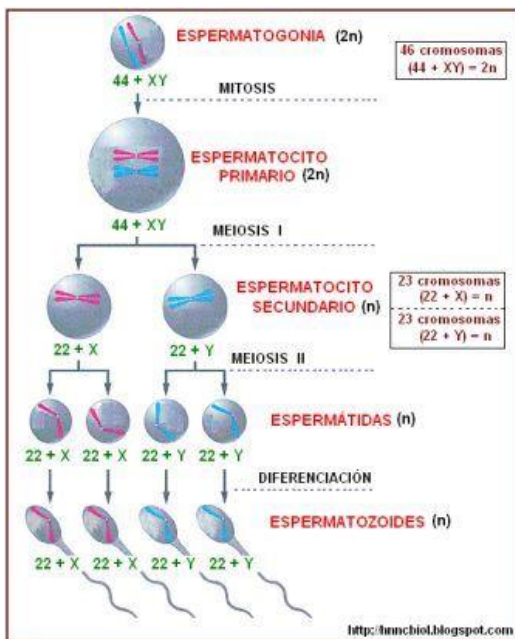 ESPERMATOGONIA (2n)
46 cromosomas
(44 + XY) = 2n
44 + XY
MITOSIS
ESPERMATOCITO
PRIMARIO (2n)
44 + XY
MEIOSIS I
ESPERMATOCITO
SECUNDARIO (n)
23 cromosomas
(22 + X) = n
23 cromosomas
(22 + Y) = n
22 + X
22 + Y
MEIOSIS II
ESPERMÁTIDAS (n)
22 + X
22 + X
22 + Y
22 + Y
DIFERENCIACIÓN
ESPERMATOZOIDES (n)
22 + X
22 + X
22 + Y
22 + Y
http://hnncbiol.blogspot.com